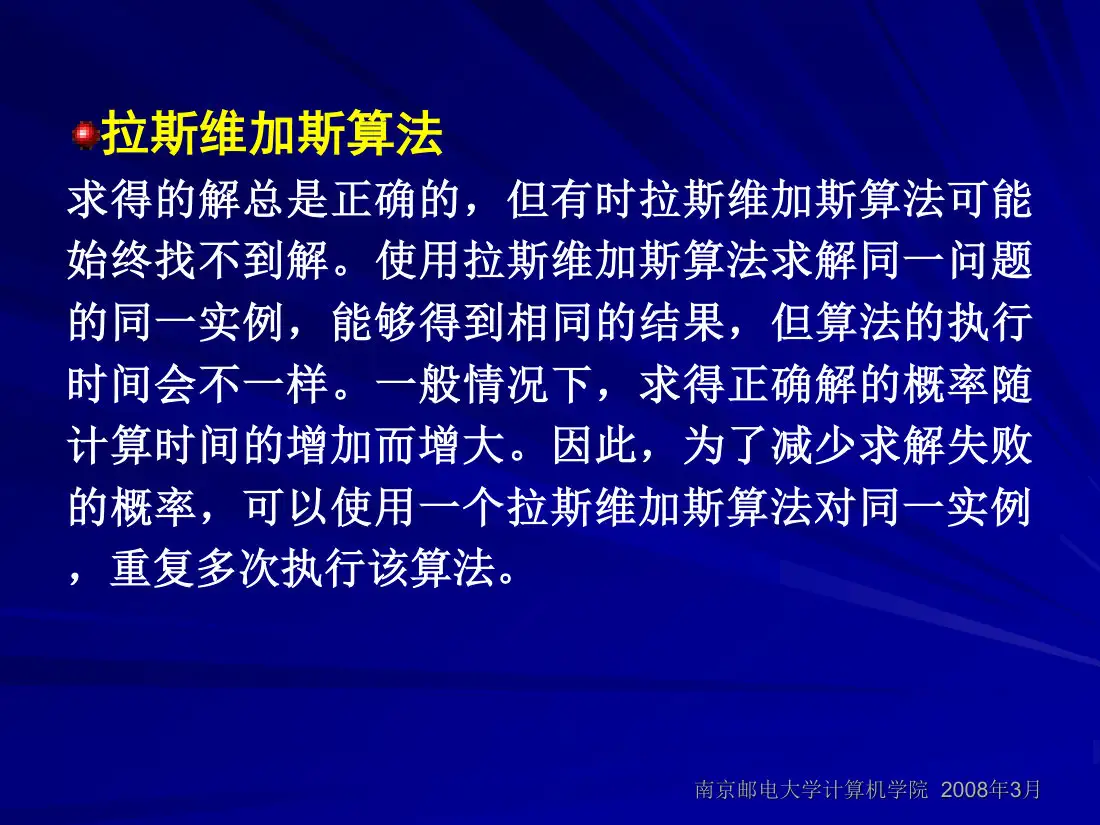 拉斯维加斯算法
求得的解总是正确的，但有时拉斯维加斯算法可能
始终找不到解。使用拉斯维加斯算法求解同一问题
的同一实例，能够得到相同的结果，但算法的执行
时间会不一样。一般情况下，求得正确解的概率随
计算时间的增加而增大。因此，为了减少求解失败
的概率，可以使用一个拉斯维加斯算法对同一实例
，重复多次执行该算法。
南京邮电大学计算机学院 2008年3月